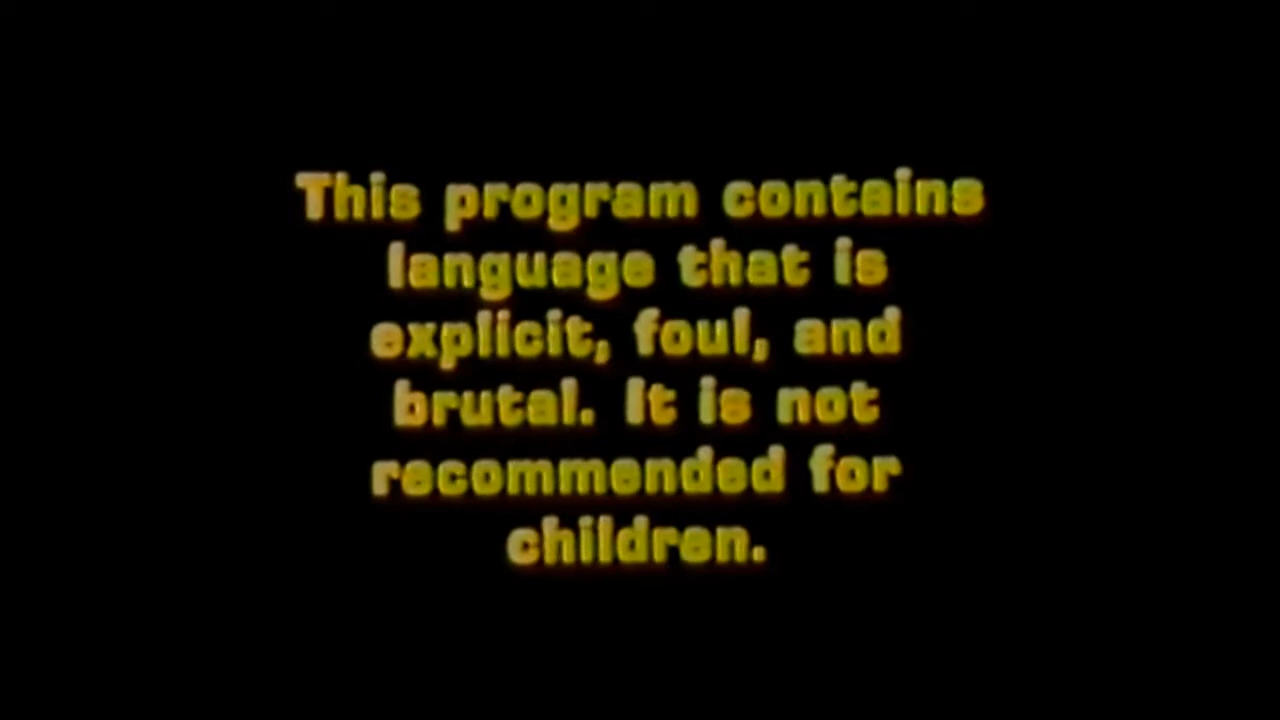 This program contains
language that is
explicit, foul, and
brutal. It is not
recommended for
children.